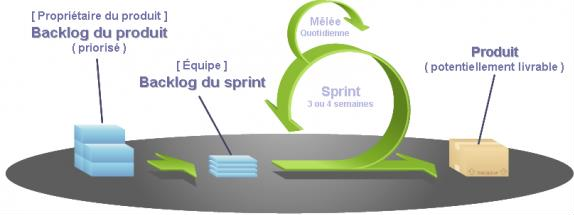 [ Propriétaire du produit ]
Backlog du produit
( priorisé )
[ Équipe ]
Backlog du sprint
Mêlée
Quotidienne
Sprint
3 ou 4 semaines
Produit
( potentiellement livrable )